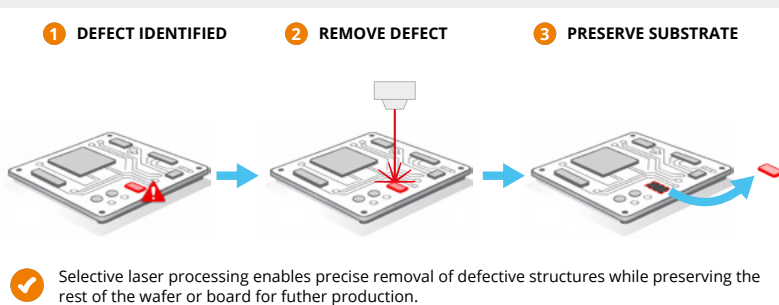 1 DEFECT IDENTIFIED
2 REMOVE DEFECT
3 PRESERVE SUBSTRATE
Selective laser processing enables precise removal of defective structures while preserving the
rest of the wafer or board for futher production.